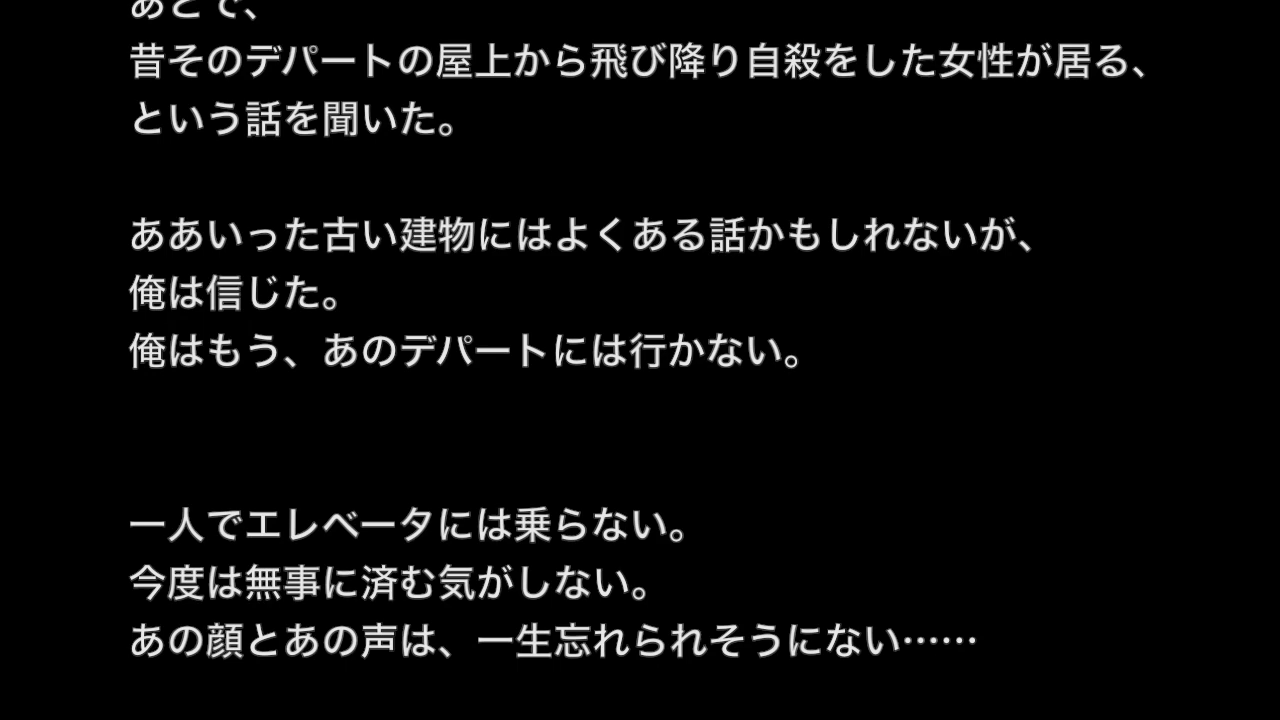 あとで、
昔そのデパートの屋上から飛び降り自殺をした女性が居る、
という話を聞いた。
ああいった古い建物にはよくある話かもしれないが、
俺は信じた。
俺はもう、あのデパートには行かない。
一人でエレベータには乗らない。
今度は無事に済む気がしない。
あの顔とあの声は、一生忘れられそうにない……